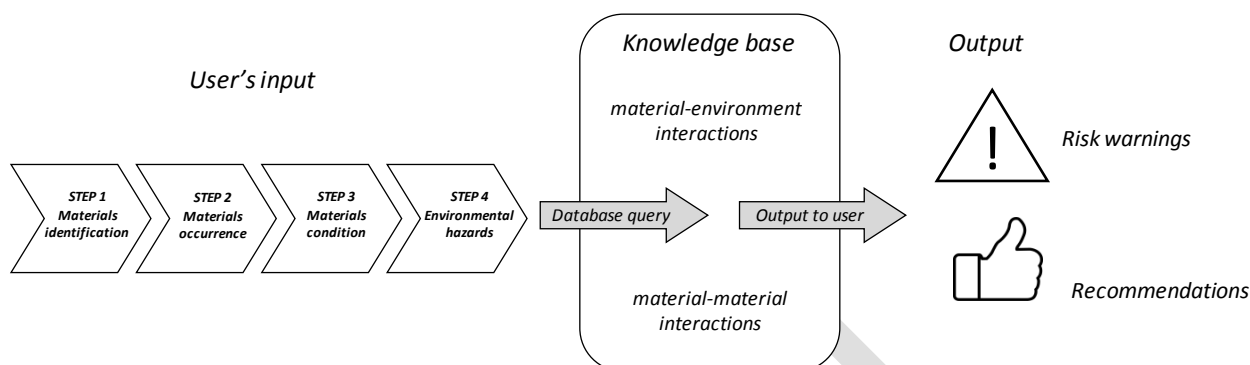 User's input
STEP 1
Materials
identification
STEP 2
Materials
occurrence
STEP 3
Materials
condition
STEP 4
Environmental
hazards
Database query
Knowledge base
material-environment
interactions
material-material
interactions
Output to user
Output
!
Risk warnings
Recommendations